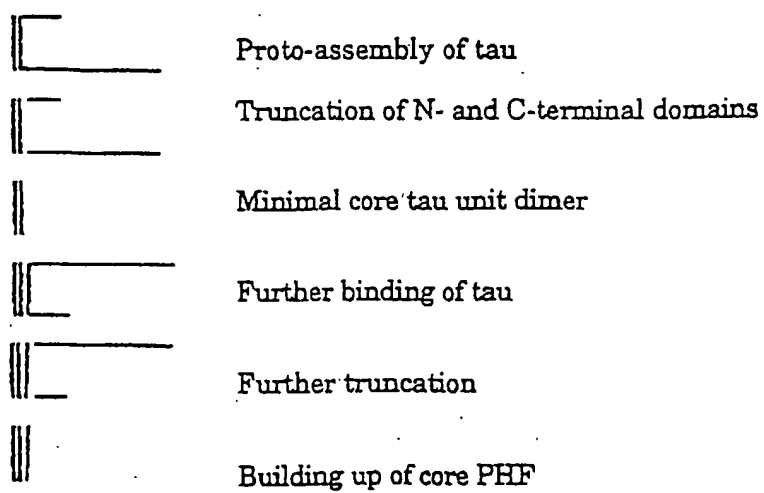 Proto-assembly of tau
Truncation of N- and C-terminal domains
Minimal core tau unit dimer
Further binding of tau
Further truncation
Building up of core PHF